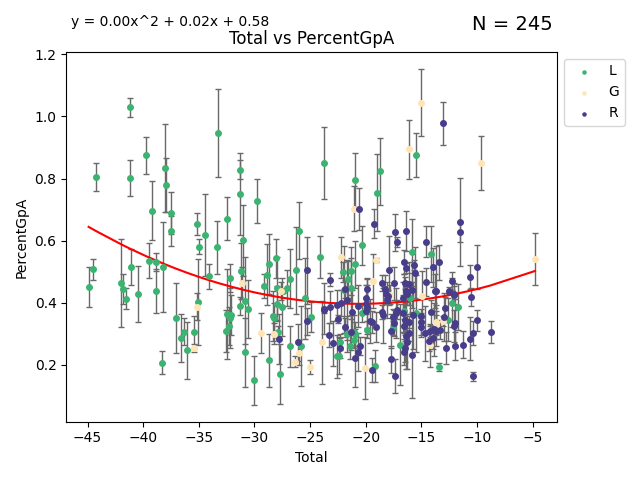 y = 0.00x^2 + 0.02x + 0.58
N = 245
Total vs PercentGpA
L
G
R
1.2
1.0
0.8
0.6
0.4
0.2
PercentGpA
−45 −40 −35 −30 −25 −20 −15 −10 −5
Total